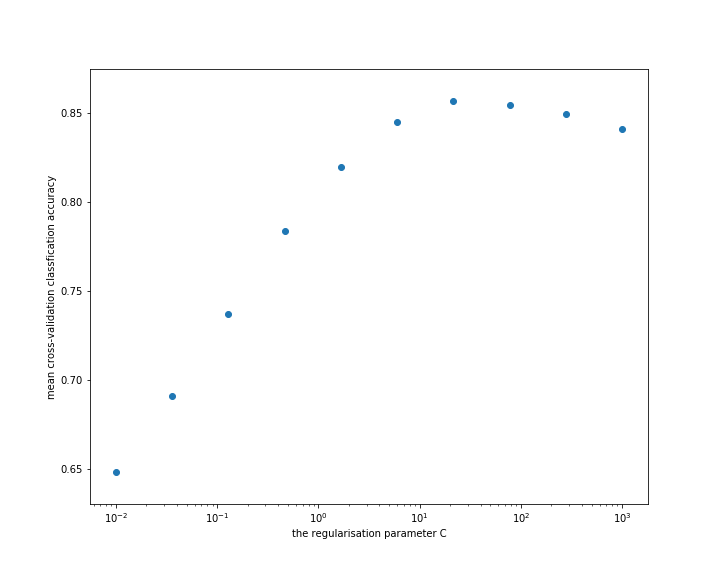 0.85
0.80
0.75
0.70
0.65
mean cross-validation classfication accuracy
10⁻² 10⁻¹ 10⁰ 10¹ 10² 10³
the regularisation parameter C